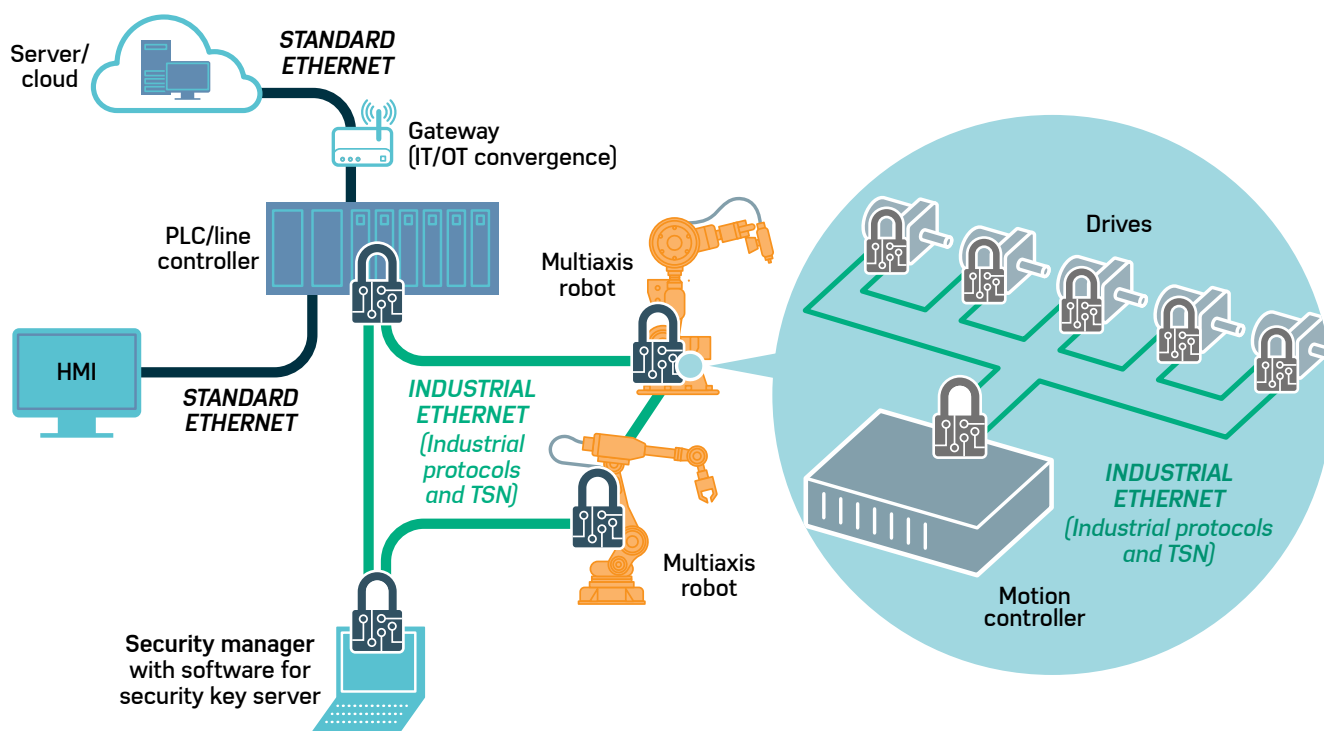 Server/
cloud
STANDARD
ETHERNET
Gateway
(IT/OT convergence)
PLC/line
controller
Multiaxis
robot
Drives
HMI
STANDARD
ETHERNET
INDUSTRIAL
ETHERNET
(Industrial
protocols
and TSN)
INDUSTRIAL
ETHERNET
(Industrial protocols
and TSN)
Multiaxis
robot
Motion
controller
Security manager
with software for
security key server